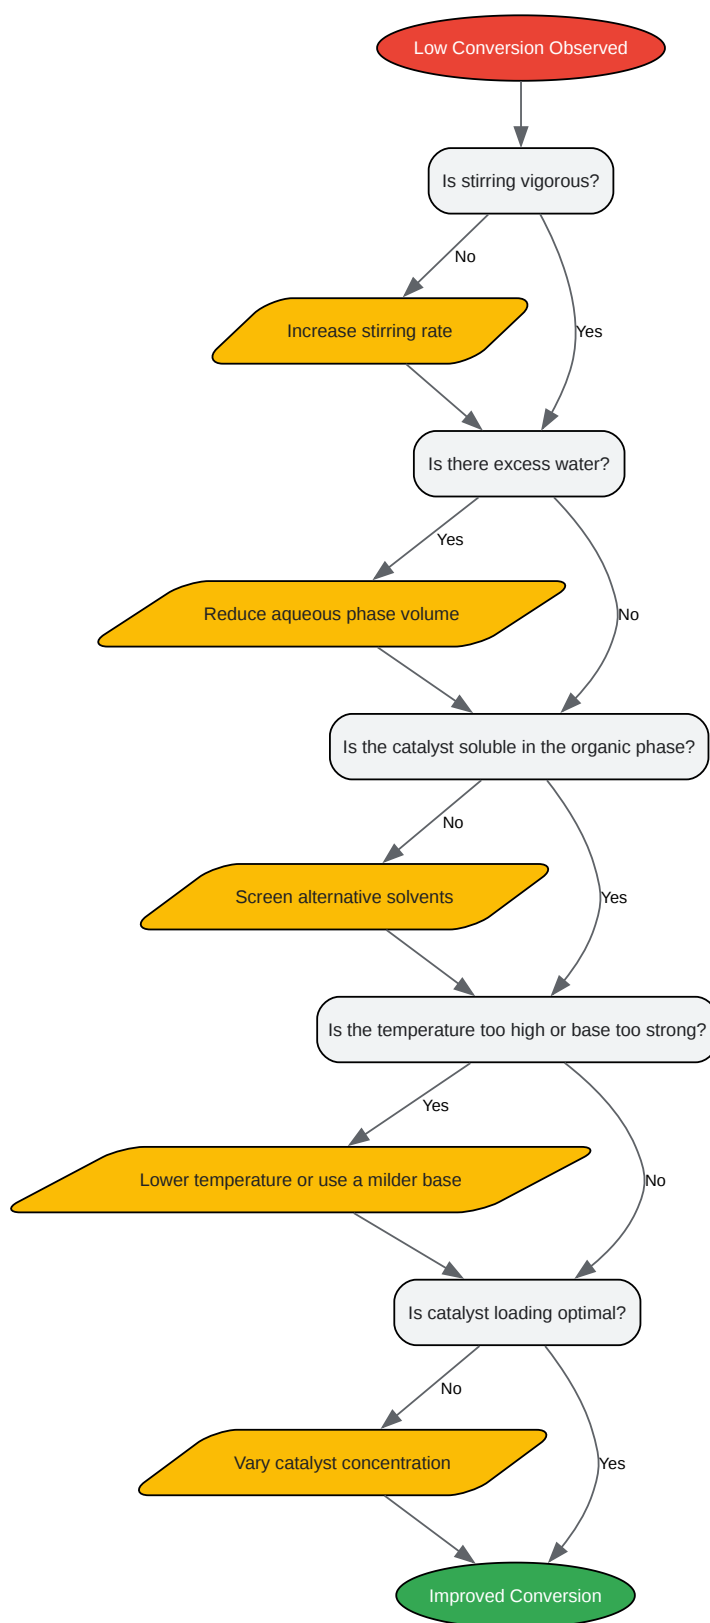 Low Conversion Observed
Is stirring vigorous?
No
Increase stirring rate
Yes
Is there excess water?
Yes
Reduce aqueous phase volume
No
Is the catalyst soluble in the organic phase?
No
Screen alternative solvents
Yes
Is the temperature too high or base too strong?
Yes
Lower temperature or use a milder base
No
Is catalyst loading optimal?
No
Vary catalyst concentration
Yes
Improved Conversion